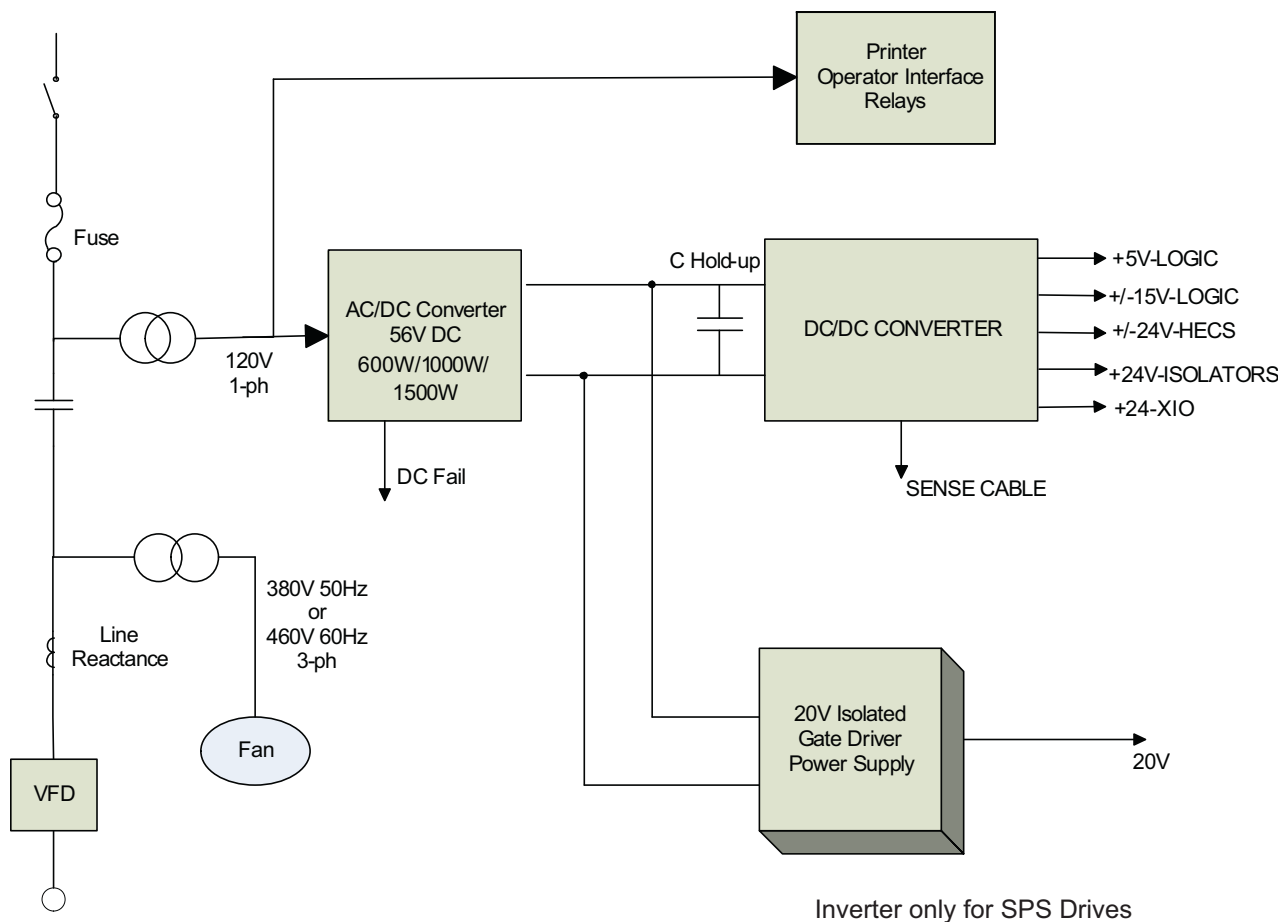 Printer
Operator Interface
Relays
Fuse
C Hold-up
AC/DC Converter
56V DC
600W/1000W/
1500W
120V
1-ph
DC/DC CONVERTER
+5V-LOGIC
+/-15V-LOGIC
+/-24V-HECS
+24V-ISOLATORS
+24-XIO
DC Fail
SENSE CABLE
380V 50Hz
or
460V 60Hz
3-ph
Line
Reactance
Fan
VFD
20V Isolated
Gate Driver
Power Supply
20V
Inverter only for SPS Drives